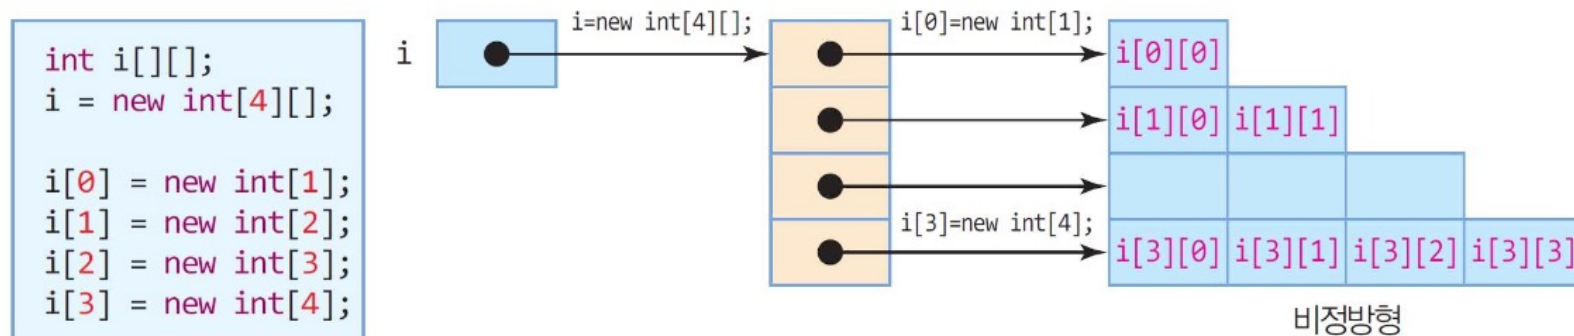 int i[][];
i = new int[4][];
i[0] = new int[1];
i[1] = new int[2];
i[2] = new int[3];
i[3] = new int[4];
i
i=new int[4][];
i[0]=new int[1];
i[3]=new int[4];
i[0][0]
i[1][0] i[1][1]
i[3][0] i[3][1] i[3][2] i[3][3]
비정방형